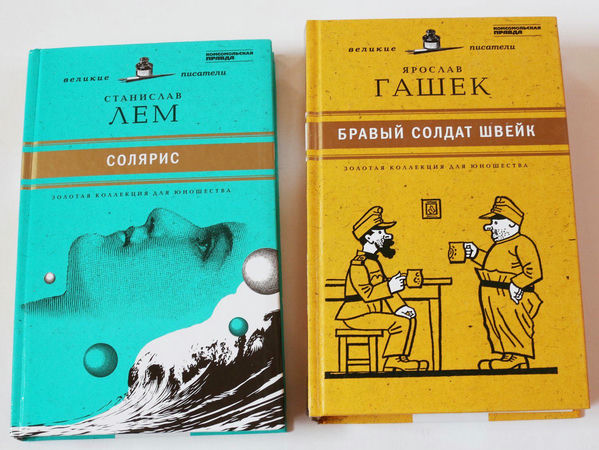 КОМСОМОЛЬСКАЯ
ПРАВДА
великие писатели
СТАНИСЛАВ
ЛЕМ
СОЛЯРИС
ЗОЛОТАЯ КОЛЛЕКЦИЯ ДЛЯ ЮНОШЕСТВА
КОМСОМОЛЬСКАЯ
ПРАВДА
великие писатели
ЯРОСЛАВ
ГАШЕК
БРАВЫЙ СОЛДАТ ШВЕЙК
ЗОЛОТАЯ КОЛЛЕКЦИЯ ДЛЯ ЮНОШЕСТВА